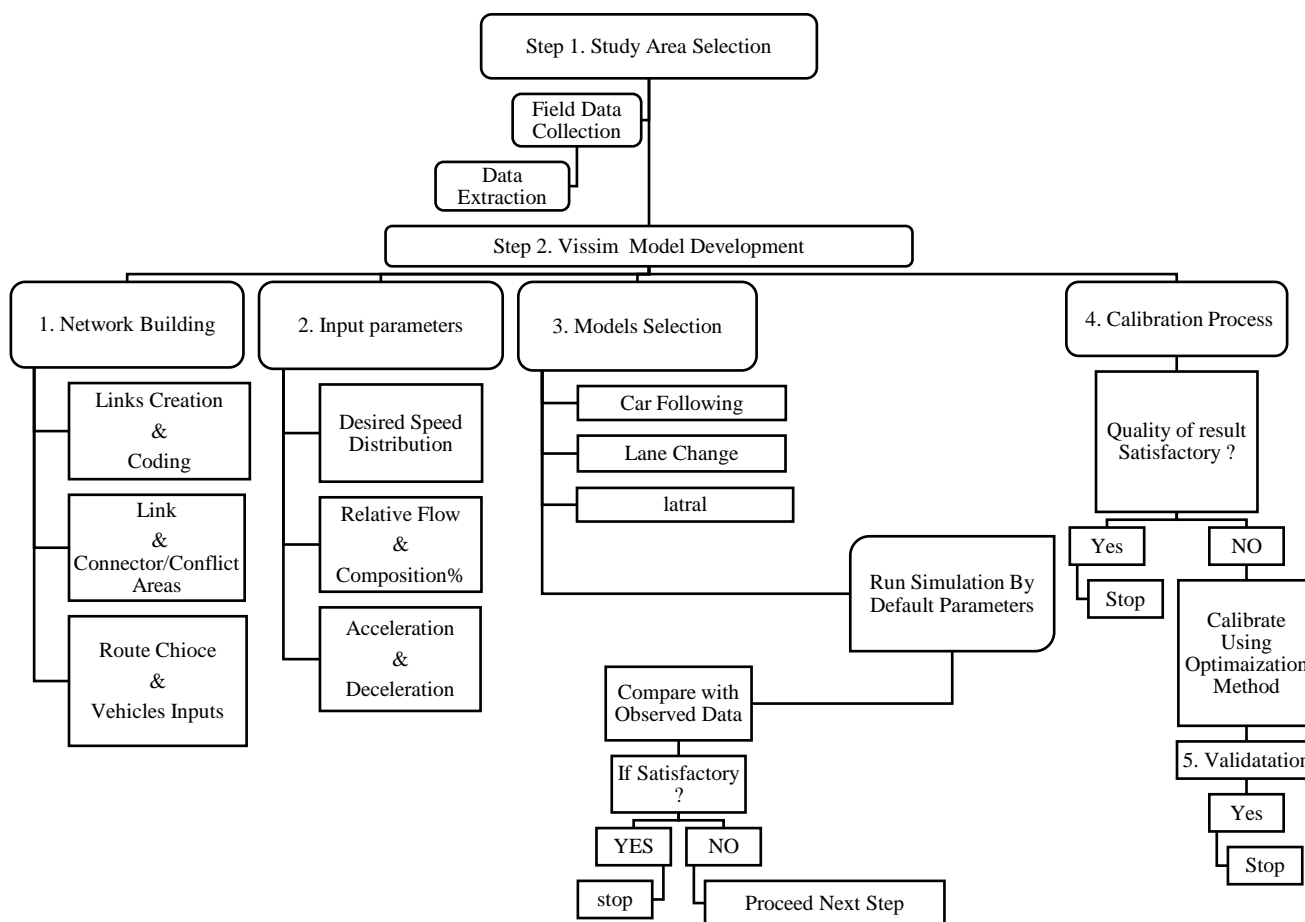 Step 1. Study Area Selection
Field Data
Collection
Data
Extraction
Step 2. Vissim Model Development
1. Network Building
Links Creation
&
Coding
Link
&
Connector/Conflict
Areas
Route Chioce
&
Vehicles Inputs
2. Input parameters
Desired Speed
Distribution
Relative Flow
&
Composition%
Acceleration
&
Deceleration
3. Models Selection
Car Following
Lane Change
latral
Run Simulation By
Default Parameters
Compare with
Observed Data
If Satisfactory
?
YES
stop
NO
Proceed Next Step
4. Calibration Process
Quality of result
Satisfactory ?
Yes
Stop
NO
Calibrate
Using
Optimaization
Method
5. Validatation
Yes
Stop